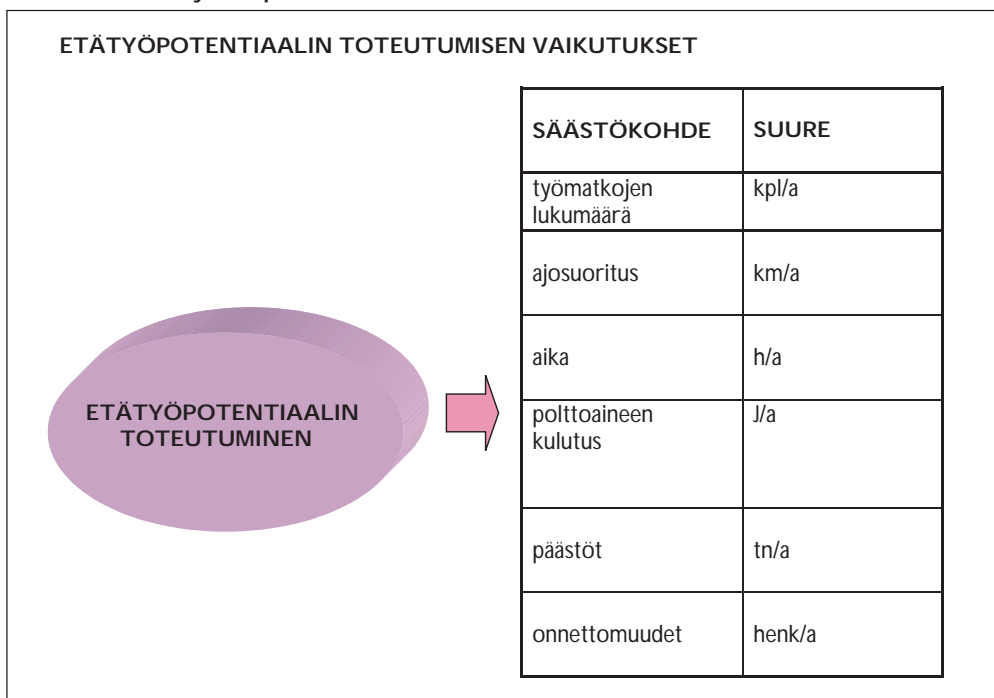 ETÄTYÖPOTENTIAALIN TOTEUTUMISEN VAIKUTUKSET
SÄÄSTÖKOHDE SUURE
työmatkojen kpl/a
lukumäärä
ajosuoritus km/a
aika h/a
ETÄTYÖPOTENTIAALIN
TOTEUTUMINEN
polttoaineen J/a
kulutus
päästöt tn/a
onnettomuudet henk/a